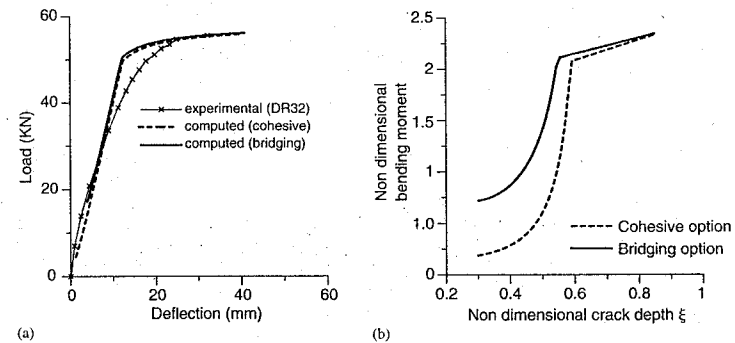 60
40
20
0
Load (KN)
experimental (DR32)
computed (cohesive)
computed (bridging)
0
20
40
60
Deflection (mm)
(a)
2.5
2
1.5
1
1.0
0
Non dimensional
bending moment
Cohesive option
Bridging option
0.2
0.4
0.6
0.8
1
Non dimensional crack depth ξ
(b)